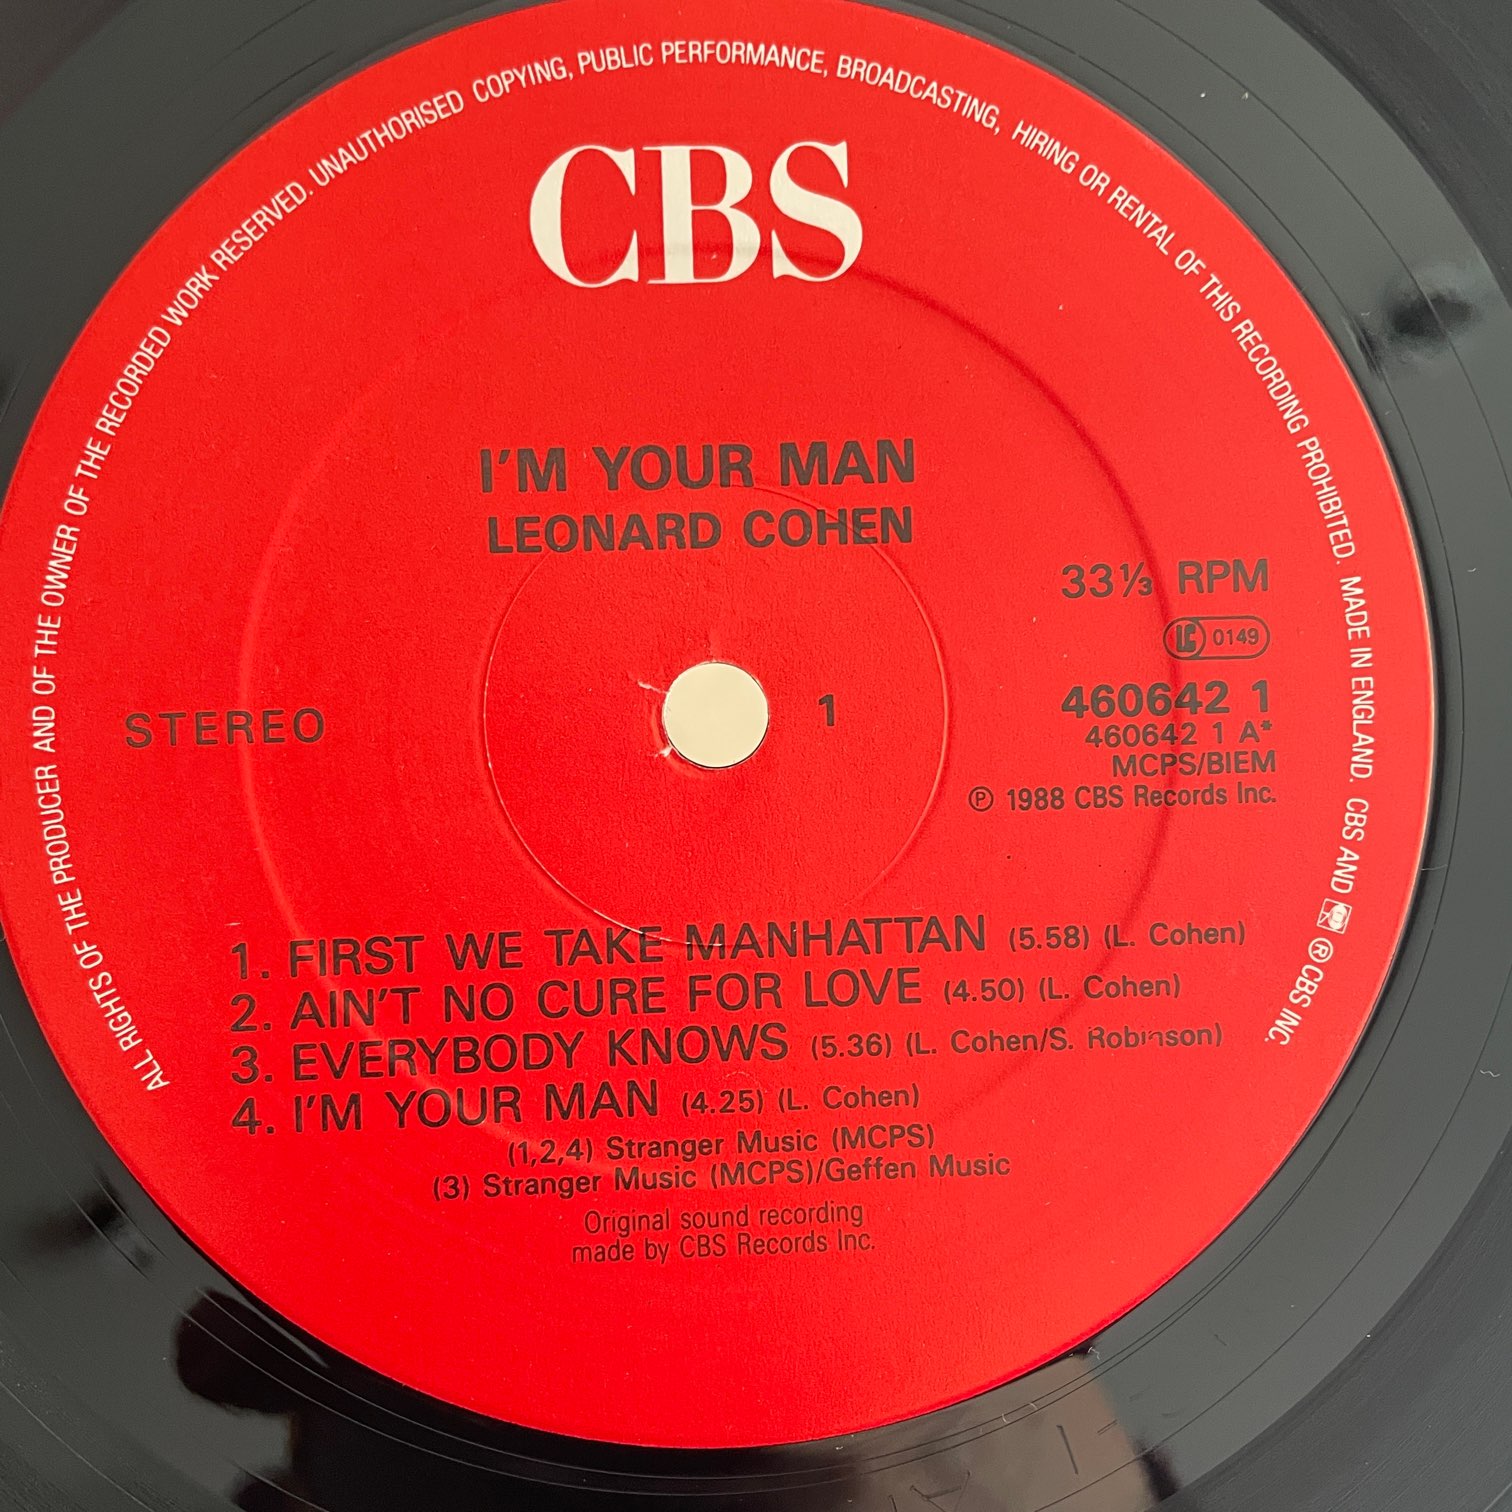 ALL RIGHTS OF THE PRODUCER AND OF THE OWNER OF THE RECORDED WORK RESERVED. UNAUTHORISED COPYING, PUBLIC PERFORMANCE, BROADCASTING, HIRING OR RENTAL OF THIS RECORDING PROHIBITED. MADE IN ENGLAND. CBS AND ® CBS INC.
CBS
I'M YOUR MAN
LEONARD COHEN
33⅓ RPM
LC 0149
STEREO
1
460642 1
460642 1 A*
MCPS/BIEM
℗ 1988 CBS Records Inc.
1. FIRST WE TAKE MANHATTAN (5.58) (L. Cohen)
2. AIN'T NO CURE FOR LOVE (4.50) (L. Cohen)
3. EVERYBODY KNOWS (5.36) (L. Cohen/S. Robinson)
4. I'M YOUR MAN (4.25) (L. Cohen)
(1,2,4) Stranger Music (MCPS)
(3) Stranger Music (MCPS)/Geffen Music
Original sound recording
made by CBS Records Inc.